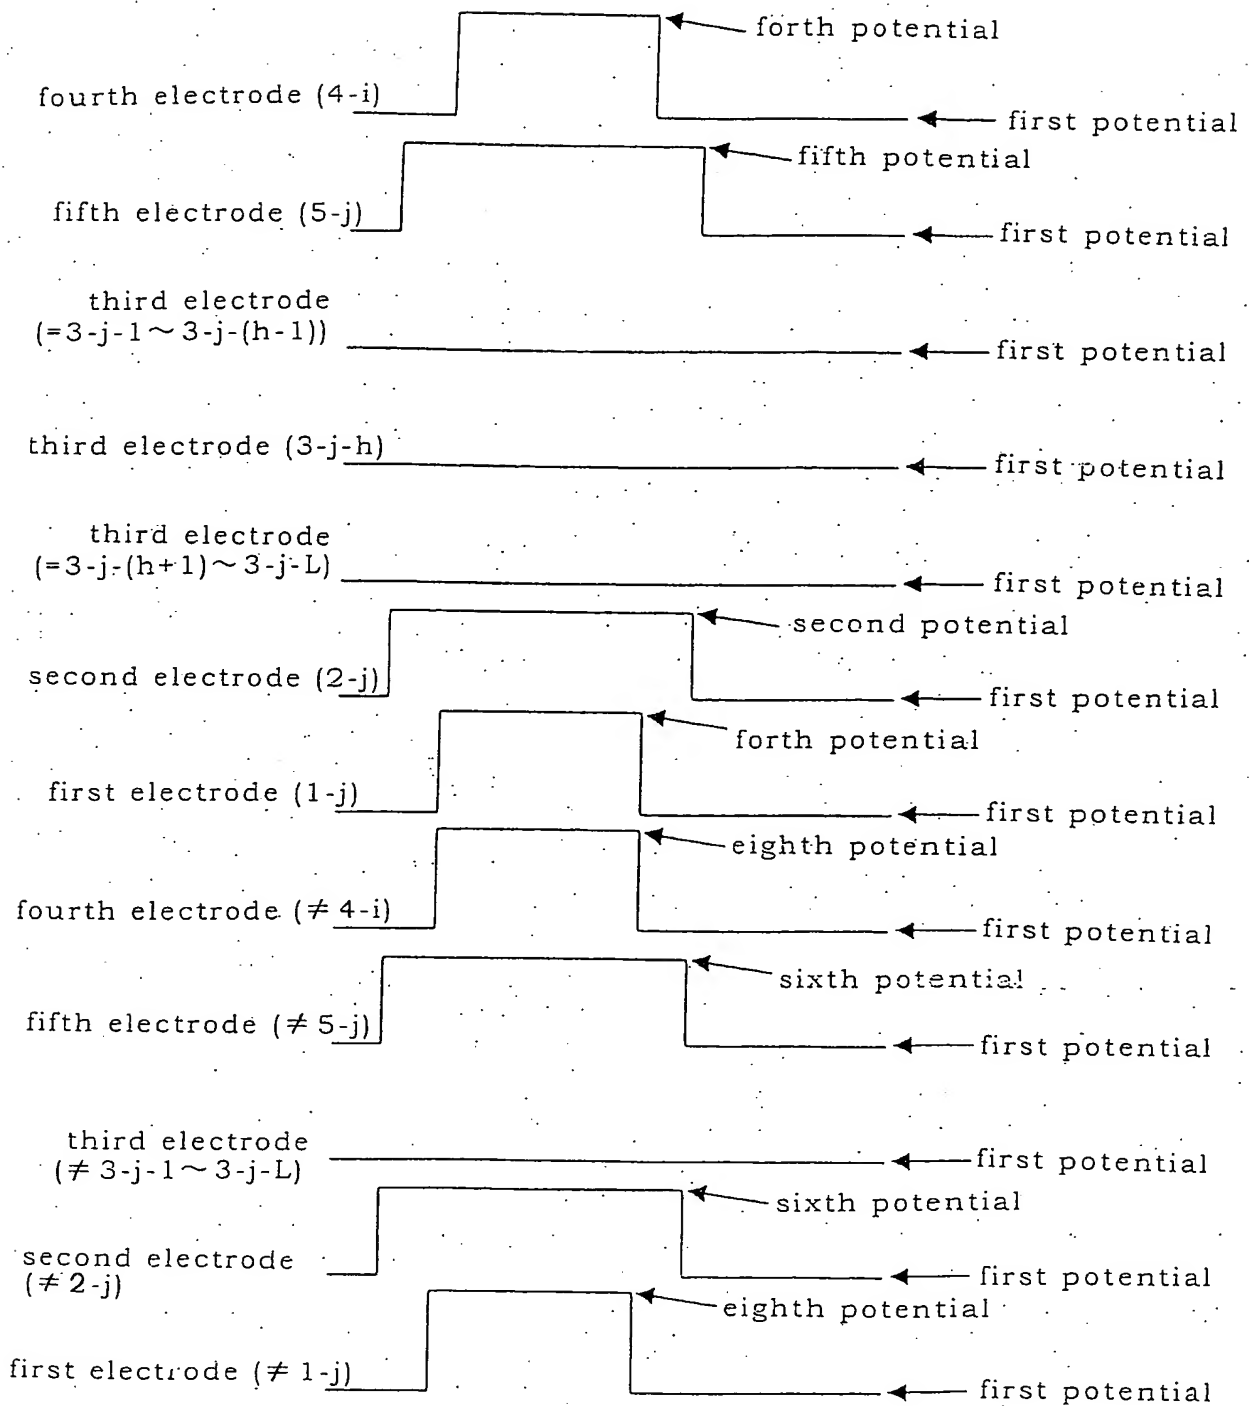 forth potential
fourth electrode (4-i)
first potential
fifth potential
fifth electrode (5-j)
first potential
third electrode
(=3-j-1～3-j-(h-1))
first potential
third electrode (3-j-h)
first potential
third electrode
(=3-j-(h+1)～3-j-L)
first potential
second potential
second electrode (2-j)
first potential
forth potential
first electrode (1-j)
first potential
eighth potential
fourth electrode (≠ 4-i)
first potential
sixth potential
fifth electrode (≠ 5-j)
first potential
third electrode
(≠ 3-j-1～3-j-L)
first potential
sixth potential
second electrode
(≠ 2-j)
first potential
eighth potential
first electrode (≠ 1-j)
first potential